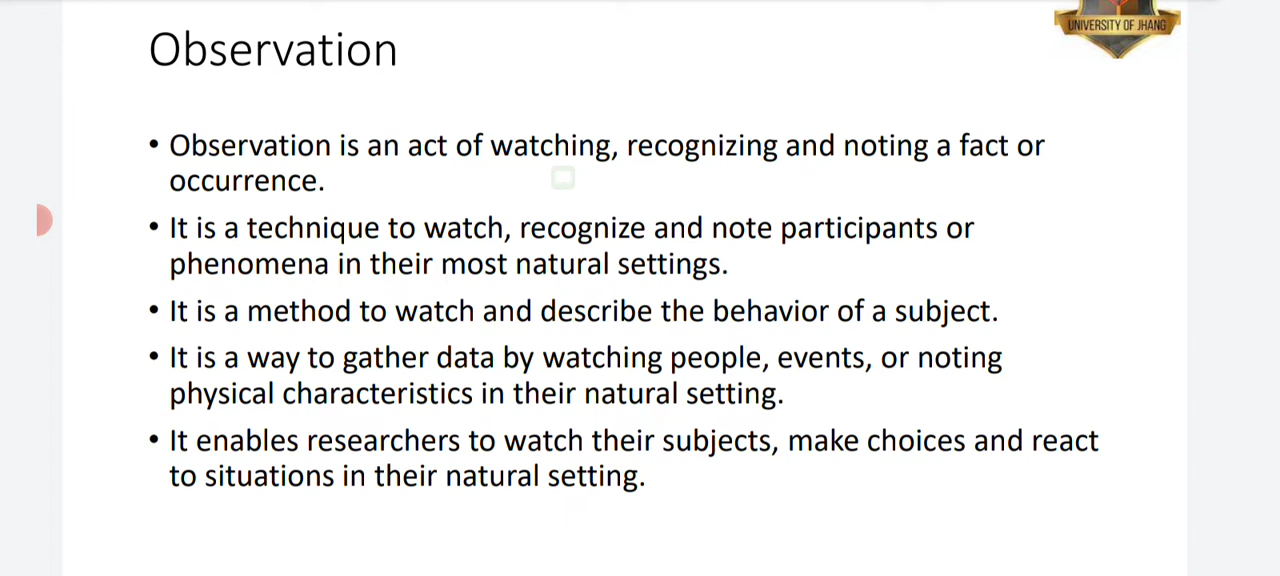 UNIVERSITY OF JHANG
Observation
• Observation is an act of watching, recognizing and noting a fact or
occurrence.
• It is a technique to watch, recognize and note participants or
phenomena in their most natural settings.
• It is a method to watch and describe the behavior of a subject.
• It is a way to gather data by watching people, events, or noting
physical characteristics in their natural setting.
• It enables researchers to watch their subjects, make choices and react
to situations in their natural setting.